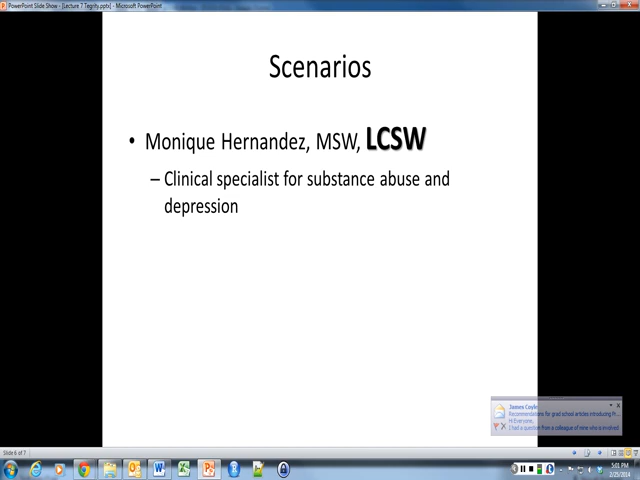 PowerPoint Slide Show - [Lecture 7 Tegrity.pptx] - Microsoft PowerPoint
Scenarios
• Monique Hernandez, MSW, LCSW
– Clinical specialist for substance abuse and
depression
James Coyle
Recommendations for grad school articles introducing Pr...
Hi Everyone,
I had a question from a colleague of mine who is involved
Slide 6 of 7
5:01 PM
2/25/2014